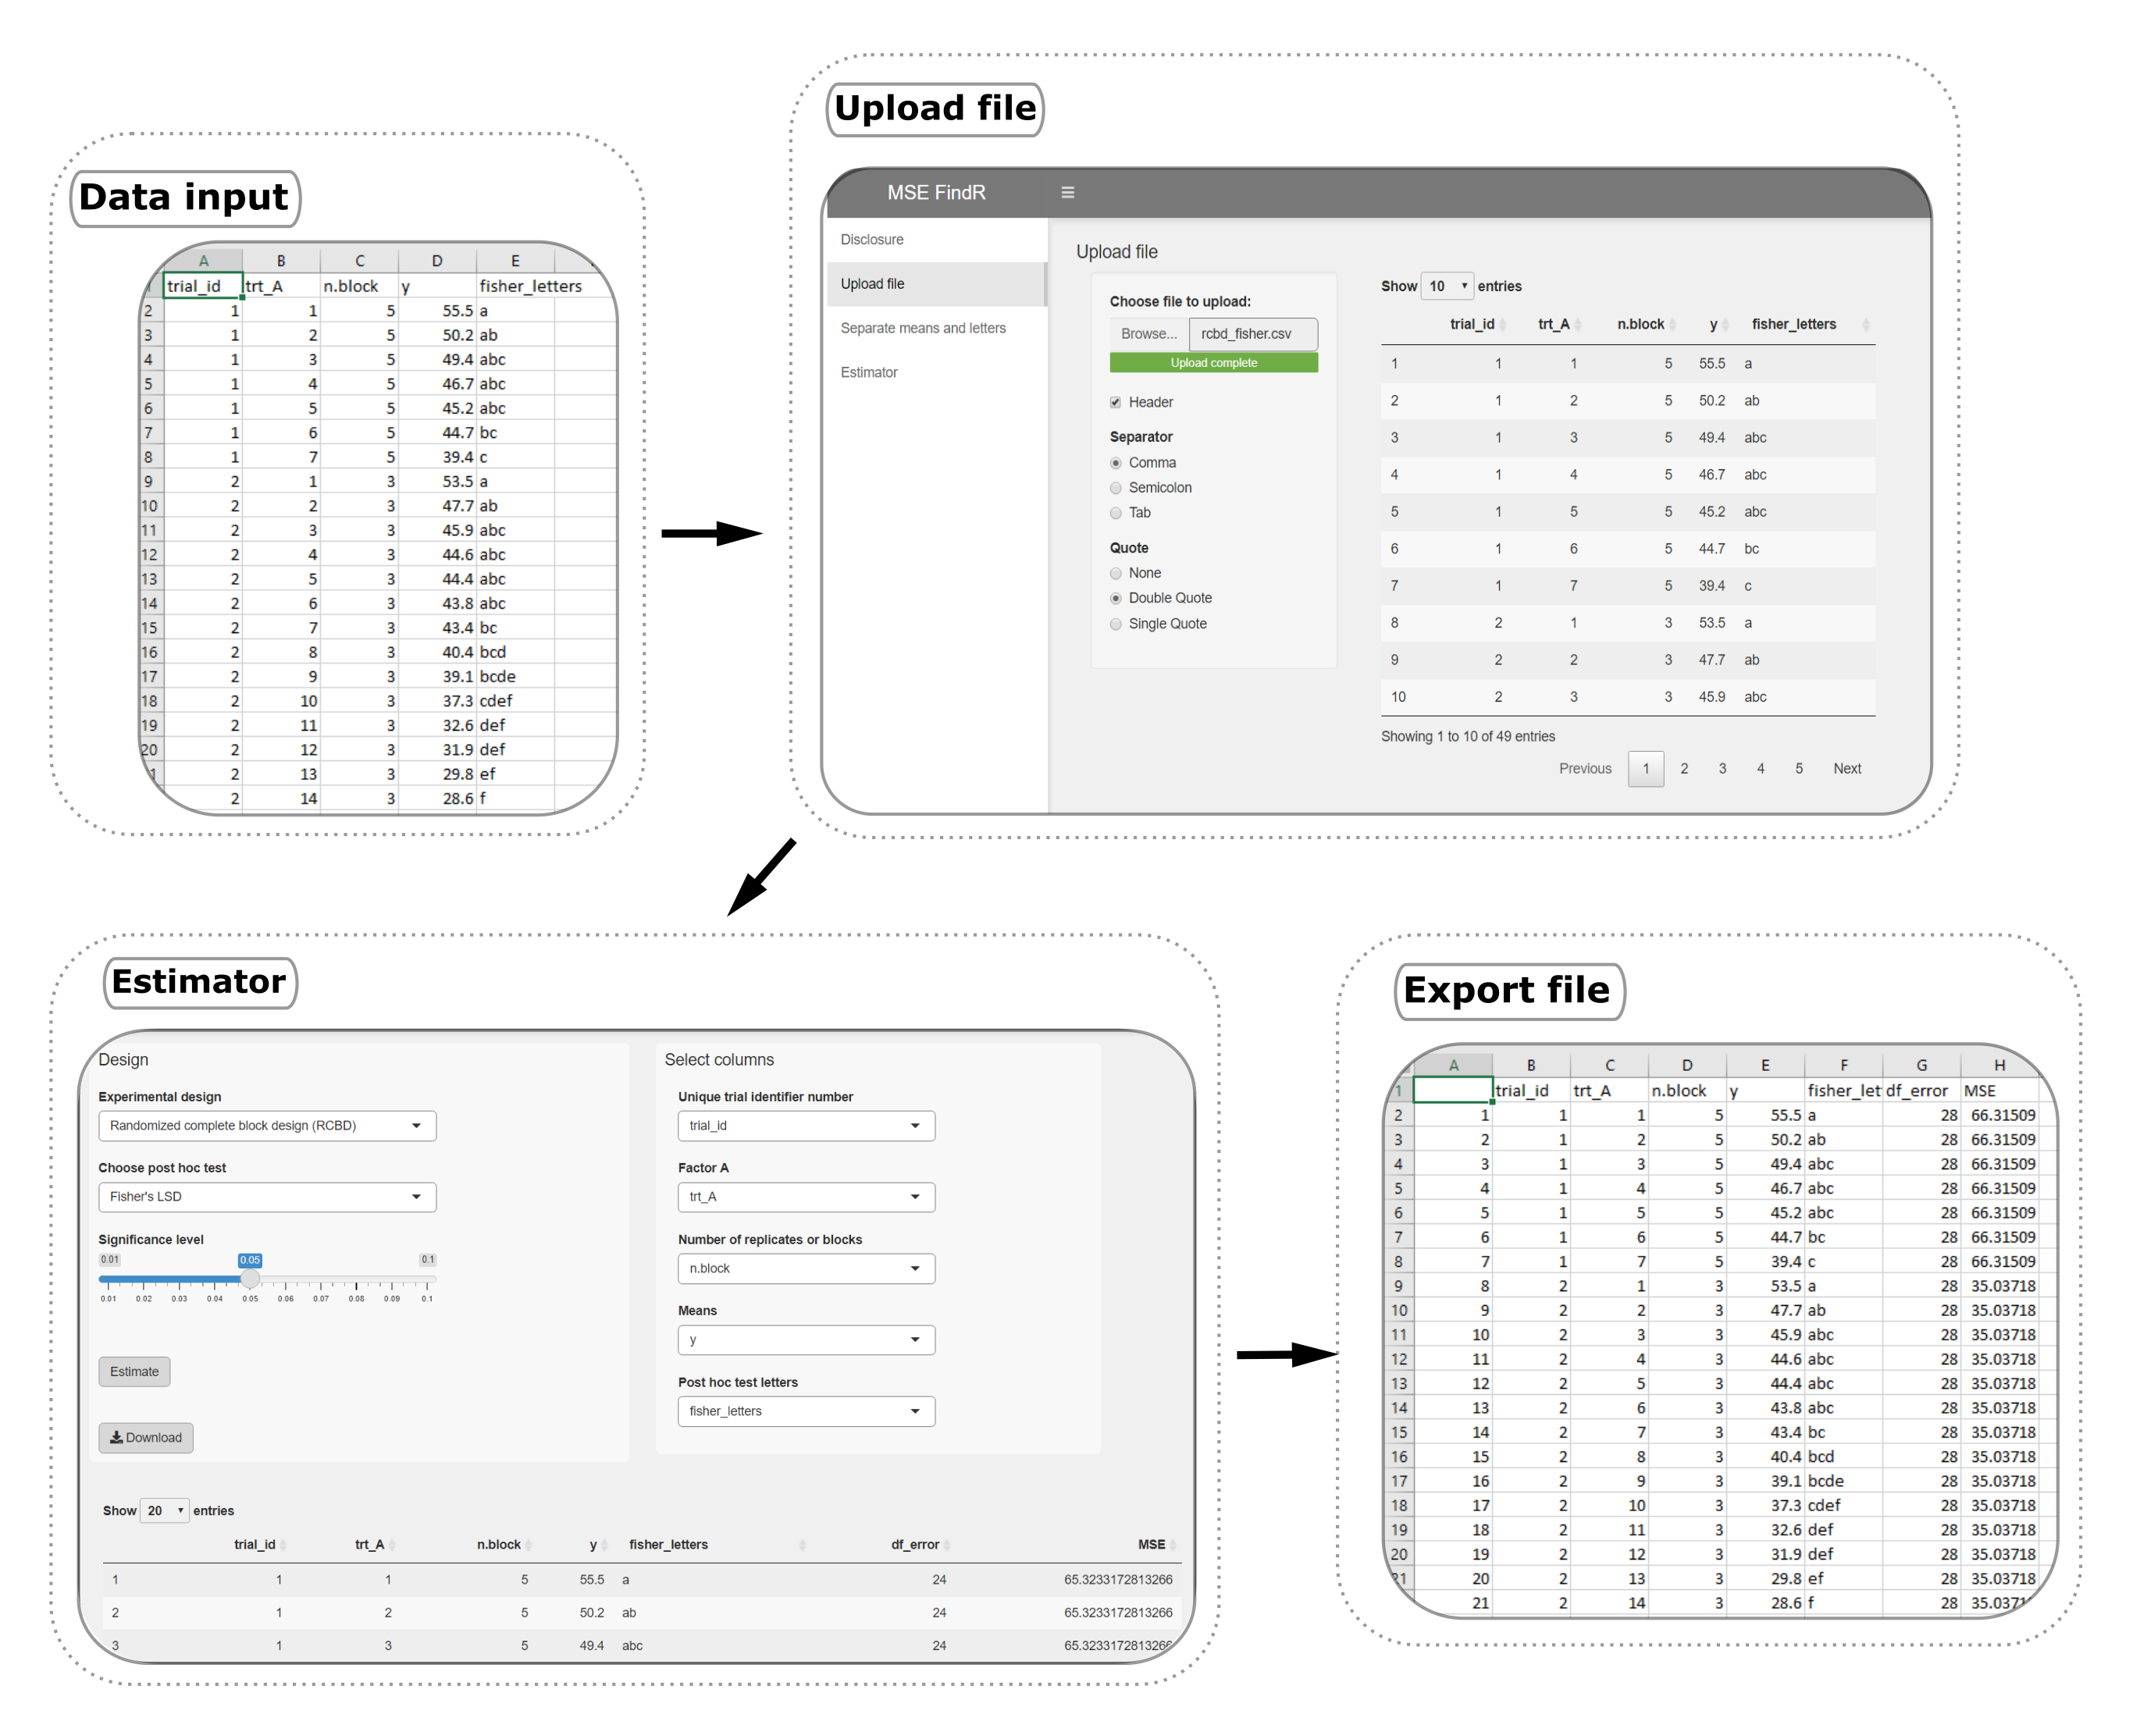 Data input
A B C D E
trial_id trt_A n.block y fisher_letters
2 1 1 5 55.5 a
3 1 2 5 50.2 ab
4 1 3 5 49.4 abc
5 1 4 5 46.7 abc
6 1 5 5 45.2 abc
7 1 6 5 44.7 bc
8 1 7 5 39.4 c
9 2 1 3 53.5 a
10 2 2 3 47.7 ab
11 2 3 3 45.9 abc
12 2 4 3 44.6 abc
13 2 5 3 44.4 abc
14 2 6 3 43.8 abc
15 2 7 3 43.4 bc
16 2 8 3 40.4 bcd
17 2 9 3 39.1 bcde
18 2 10 3 37.3 cdef
19 2 11 3 32.6 def
20 2 12 3 31.9 def
2 13 3 29.8 ef
2 14 3 28.6 f
Upload file
MSE FindR
Disclosure
Upload file
Separate means and letters
Estimator
Upload file
Choose file to upload:
Browse... rcbd_fisher.csv
Upload complete
Header
Separator
Comma
Semicolon
Tab
Quote
None
Double Quote
Single Quote
Show 10 entries
trial_id trt_A n.block y fisher_letters
1 1 1 5 55.5 a
2 1 2 5 50.2 ab
3 1 3 5 49.4 abc
4 1 4 5 46.7 abc
5 1 5 5 45.2 abc
6 1 6 5 44.7 bc
7 1 7 5 39.4 c
8 2 1 3 53.5 a
9 2 2 3 47.7 ab
10 2 3 3 45.9 abc
Showing 1 to 10 of 49 entries
Previous 1 2 3 4 5 Next
Estimator
Design
Experimental design
Randomized complete block design (RCBD)
Choose post hoc test
Fisher's LSD
Significance level
0.01 0.05 0.1
0.01 0.02 0.03 0.04 0.05 0.06 0.07 0.08 0.09 0.1
Estimate
Download
Select columns
Unique trial identifier number
trial_id
Factor A
trt_A
Number of replicates or blocks
n.block
Means
y
Post hoc test letters
fisher_letters
Show 20 entries
trial_id trt_A n.block y fisher_letters df_error MSE
1 1 1 5 55.5 a 24 65.3233172813266
2 1 2 5 50.2 ab 24 65.3233172813266
3 1 3 5 49.4 abc 24 65.3233172813266
Export file
A B C D E F G H
1 trial_id trt_A n.block y fisher_let df_error MSE
2 1 1 1 5 55.5 a 28 66.31509
3 2 1 2 5 50.2 ab 28 66.31509
4 3 1 3 5 49.4 abc 28 66.31509
5 4 1 4 5 46.7 abc 28 66.31509
6 5 1 5 5 45.2 abc 28 66.31509
7 6 1 6 5 44.7 bc 28 66.31509
8 7 1 7 5 39.4 c 28 66.31509
9 8 2 1 3 53.5 a 28 35.03718
10 9 2 2 3 47.7 ab 28 35.03718
11 10 2 3 3 45.9 abc 28 35.03718
12 11 2 4 3 44.6 abc 28 35.03718
13 12 2 5 3 44.4 abc 28 35.03718
14 13 2 6 3 43.8 abc 28 35.03718
15 14 2 7 3 43.4 bc 28 35.03718
16 15 2 8 3 40.4 bcd 28 35.03718
17 16 2 9 3 39.1 bcde 28 35.03718
18 17 2 10 3 37.3 cdef 28 35.03718
19 18 2 11 3 32.6 def 28 35.03718
20 19 2 12 3 31.9 def 28 35.03718
21 20 2 13 3 29.8 ef 28 35.03718
21 2 14 3 28.6 f 28 35.0371